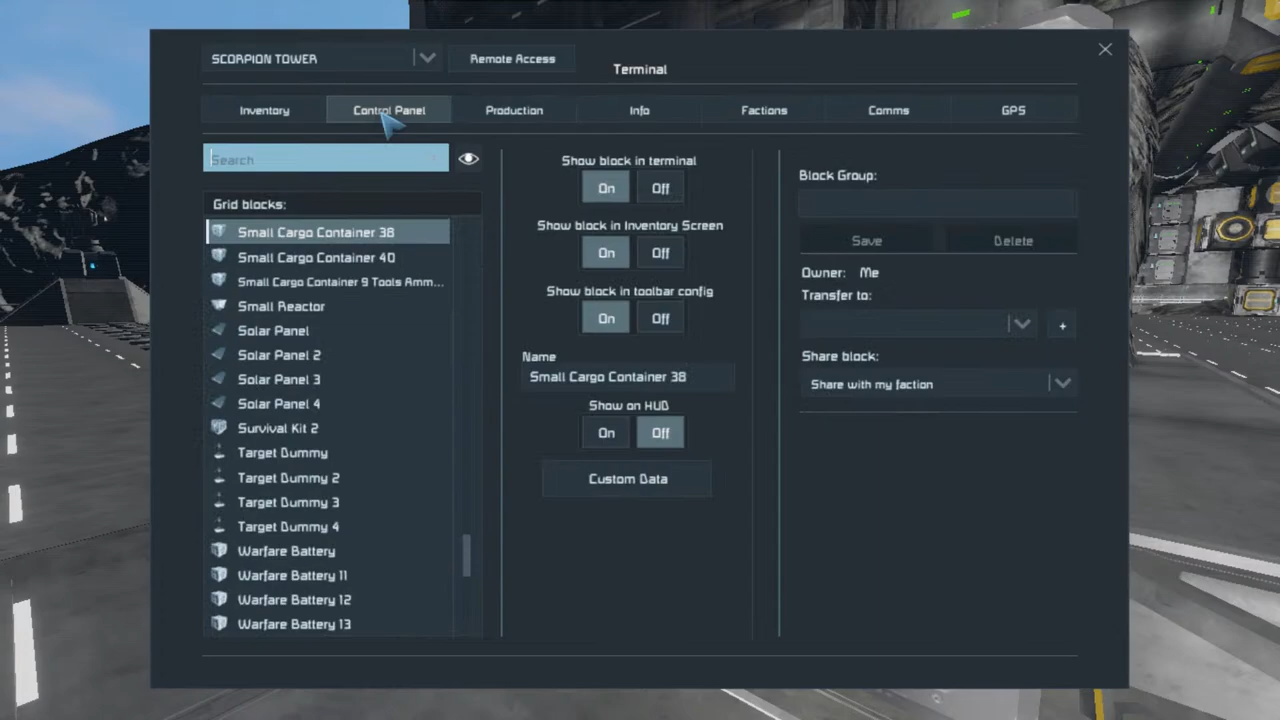 SCORPION TOWER
Remote Access
Terminal
Inventory
Control Panel
Production
Info
Factions
Comms
GPS
Search
Grid blocks:
Small Cargo Container 38
Small Cargo Container 40
Small Cargo Container 9 Tools Amm...
Small Reactor
Solar Panel
Solar Panel 2
Solar Panel 3
Solar Panel 4
Survival Kit 2
Target Dummy
Target Dummy 2
Target Dummy 3
Target Dummy 4
Warfare Battery
Warfare Battery 11
Warfare Battery 12
Warfare Battery 13
Show block in terminal
On Off
Show block in Inventory Screen
On Off
Show block in toolbar config
On Off
Name
Small Cargo Container 38
Show on HUD
On Off
Custom Data
Block Group:
Save Delete
Owner: Me
Transfer to:
+
Share block:
Share with my faction